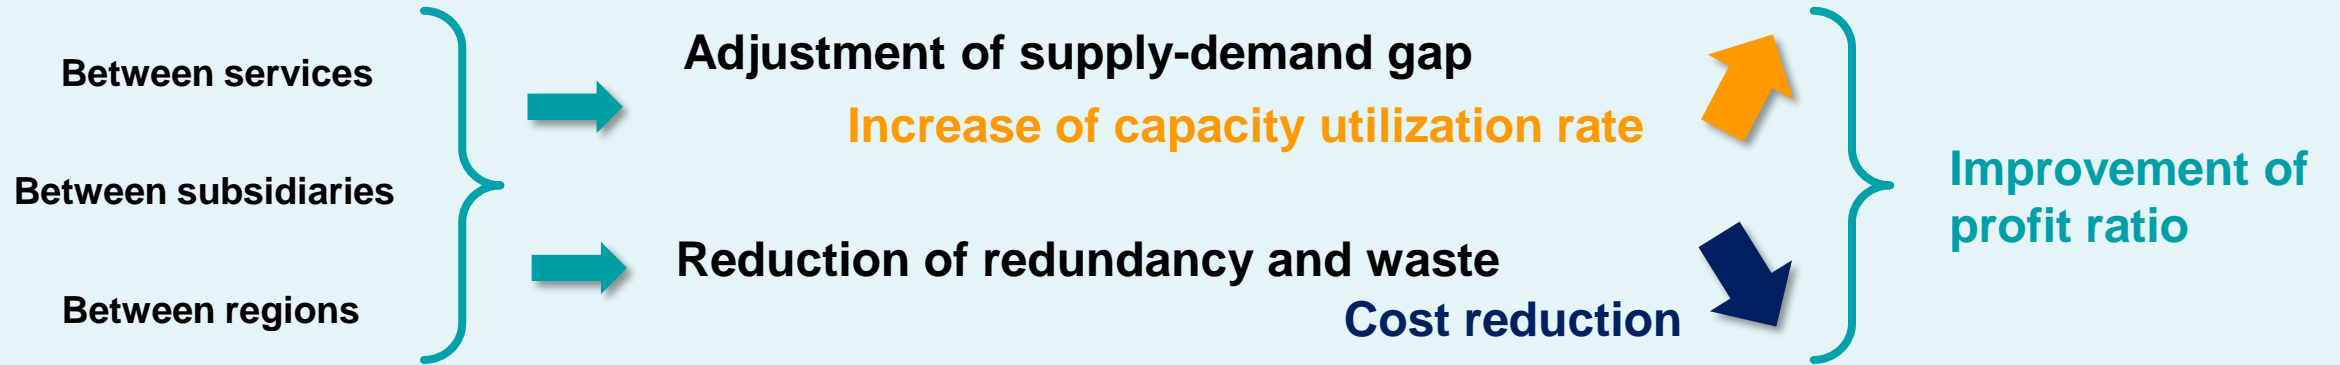 Between services
Between subsidiaries
Between regions
Adjustment of supply-demand gap
Increase of capacity utilization rate
Reduction of redundancy and waste
Cost reduction
Improvement of
profit ratio